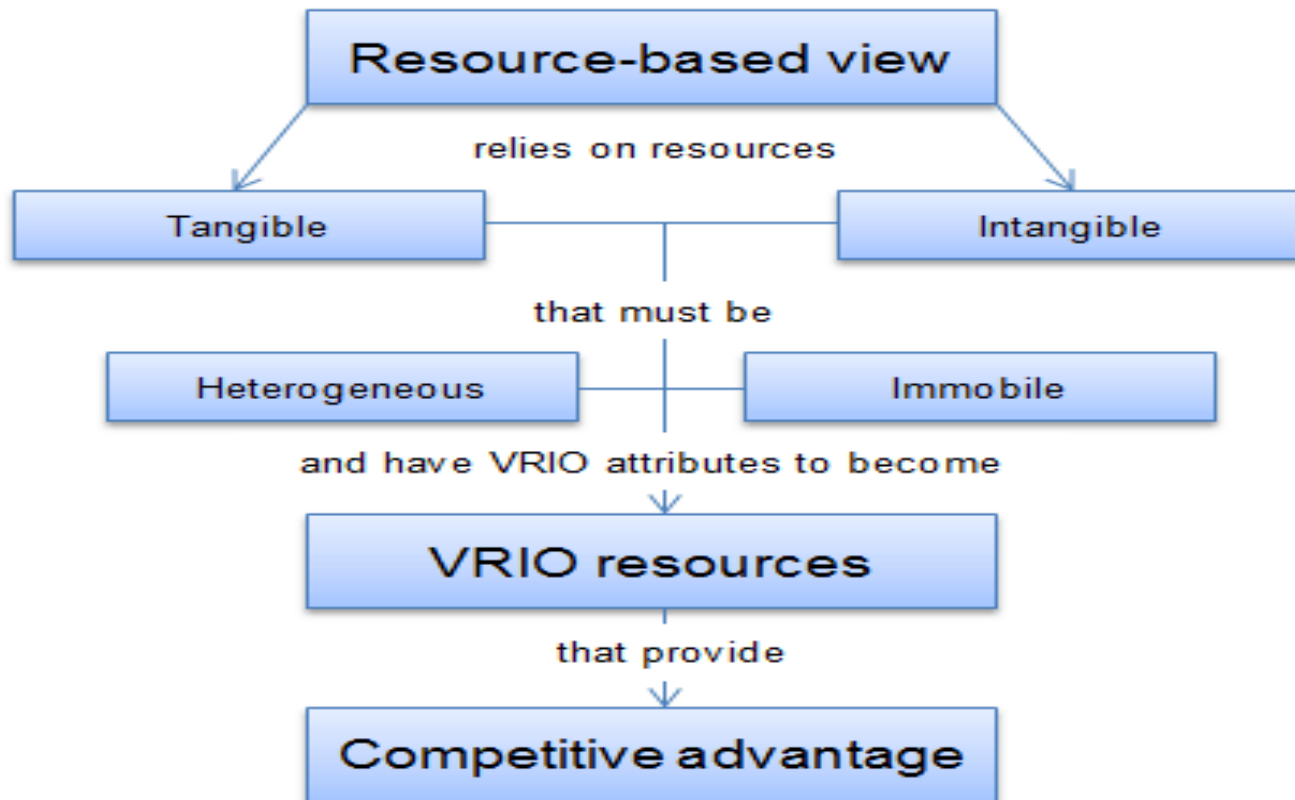 Resource-based view
relies on resources
Tangible
Intangible
that must be
Heterogeneous
Immobile
and have VRIO attributes to become
VRIO resources
that provide
Competitive advantage